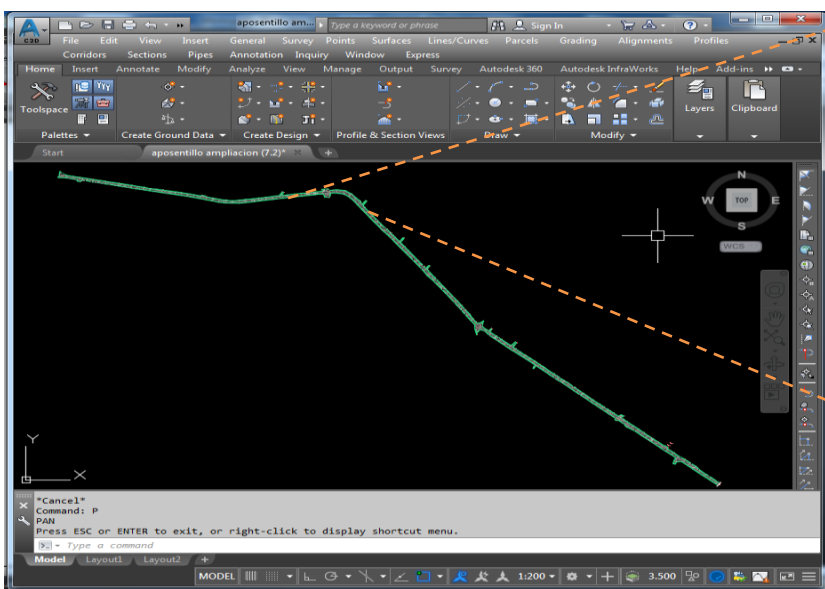 aposentillo am... Type a keyword or phrase Sign In
C3D File Edit View Insert General Survey Points Surfaces Lines/Curves Parcels Grading Alignments Profiles
Corridors Sections Pipes Annotation Inquiry Window Express
Home Insert Annotate Modify Analyze View Manage Output Survey Autodesk 360 Autodesk InfraWorks Help Add-ins
Toolspace Layers Clipboard
Palettes Create Ground Data Create Design Profile & Section Views Draw Modify
Start aposentillo ampliacion (7.2)*
N
W TOP E
S
WCS
Y
X
*Cancel*
Command: P
PAN
Press ESC or ENTER to exit, or right-click to display shortcut menu.
Type a command
Model Layout1 Layout2 +
MODEL 1:200 3.500